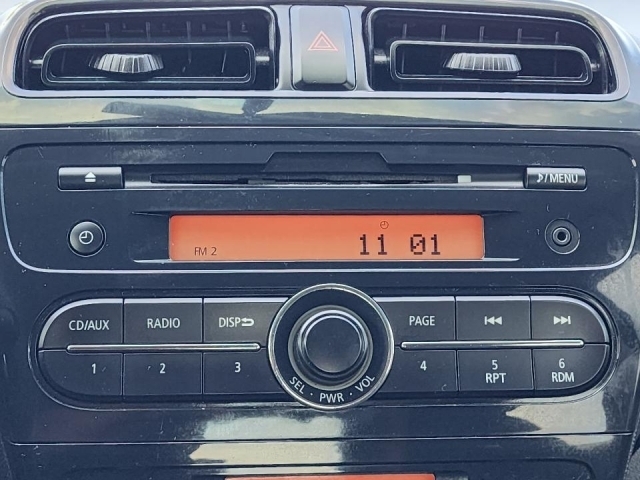 ♪/MENU
FM 2 11 01
CD/AUX RADIO DISP PAGE
1 2 3 4 5 6
RPT RDM
SEL · PWR · VOL